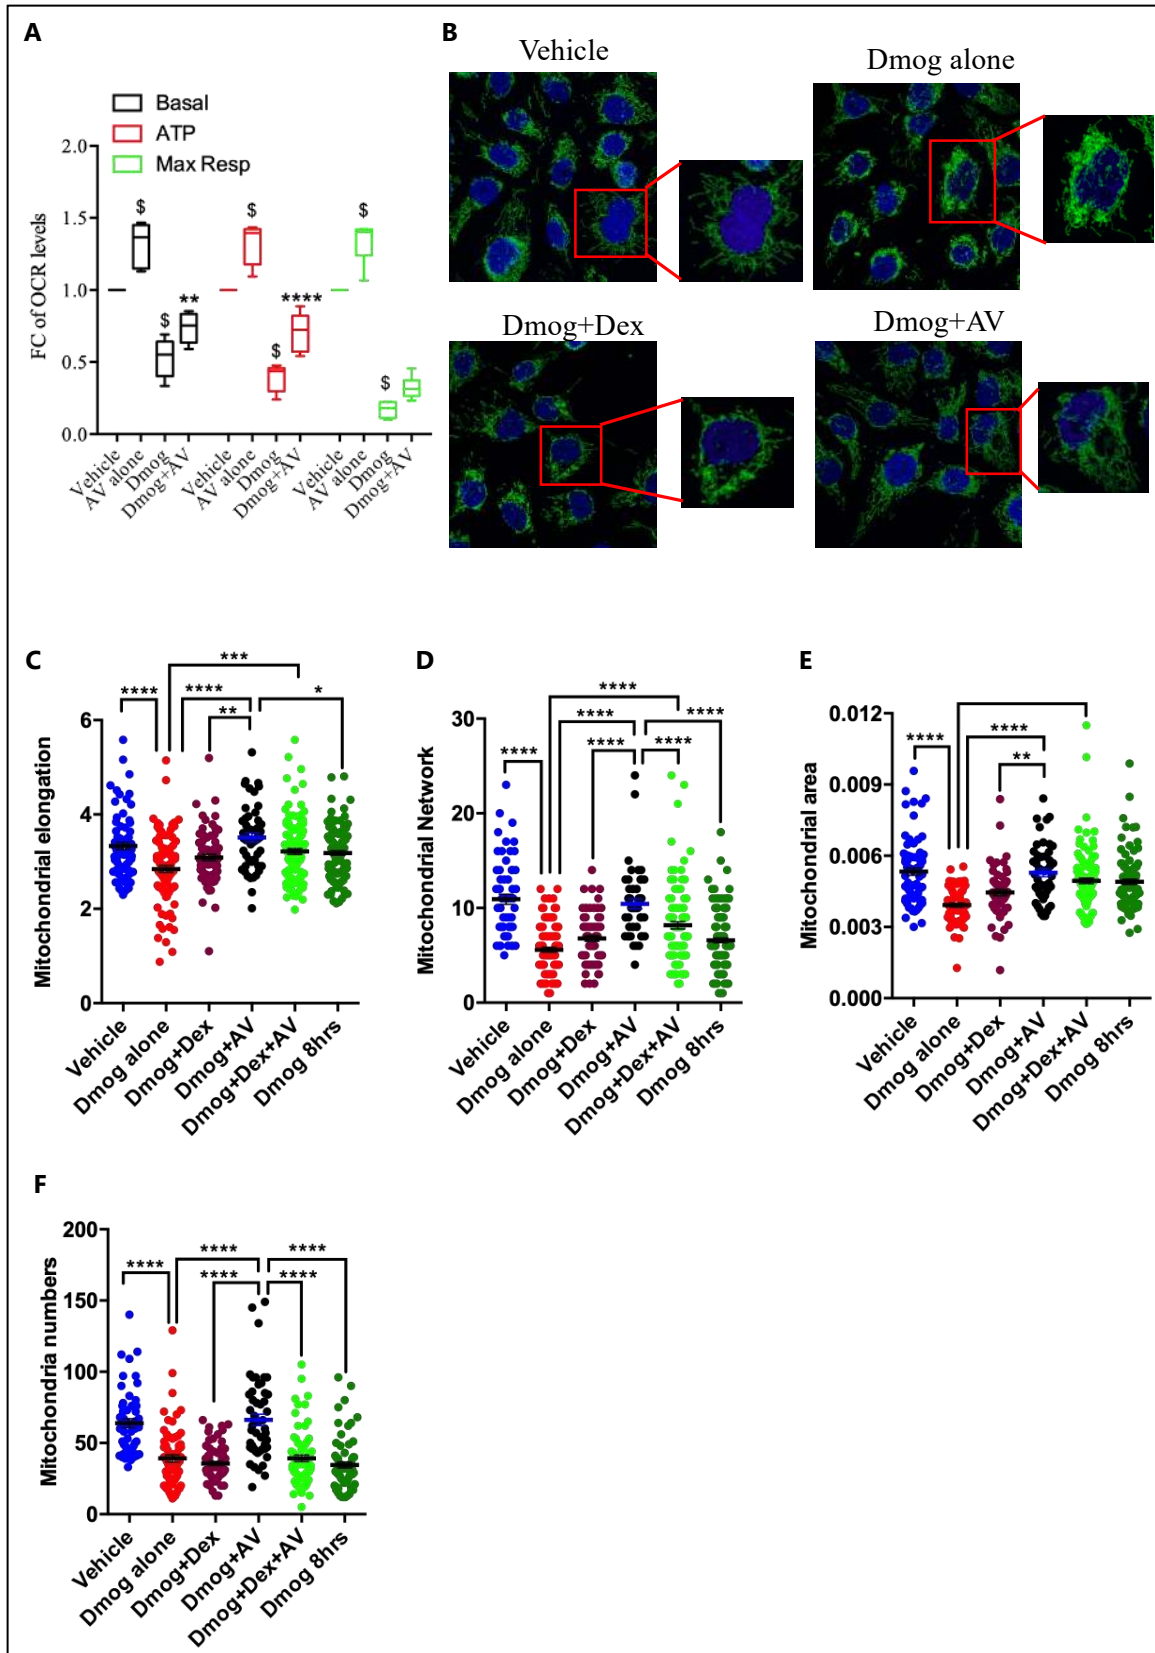 A
B
Vehicle
Dmog alone
Basal
ATP
Max Resp
2.0
1.5
1.0
0.5
0.0
FC of OCR levels
$
$
**
$
$
****
$
$
Vehicle
AV alone
Dmog
Dmog+AV
Vehicle
AV alone
Dmog
Dmog+AV
Vehicle
AV alone
Dmog
Dmog+AV
Dmog+Dex
Dmog+AV
C
***
****
****
*
**
6
4
2
0
Mitochondrial elongation
Vehicle
Dmog alone
Dmog+Dex
Dmog+AV
Dmog+Dex+AV
Dmog 8hrs
D
****
****
****
****
****
****
30
20
10
0
Mitochondrial Network
Vehicle
Dmog alone
Dmog+Dex
Dmog+AV
Dmog+Dex+AV
Dmog 8hrs
E
****
****
**
0.012
0.009
0.006
0.003
0.000
Mitochondrial area
Vehicle
Dmog alone
Dmog+Dex
Dmog+AV
Dmog+Dex+AV
Dmog 8hrs
F
****
****
****
****
****
200
150
100
50
0
Mitochondria numbers
Vehicle
Dmog alone
Dmog+Dex
Dmog+AV
Dmog+Dex+AV
Dmog 8hrs